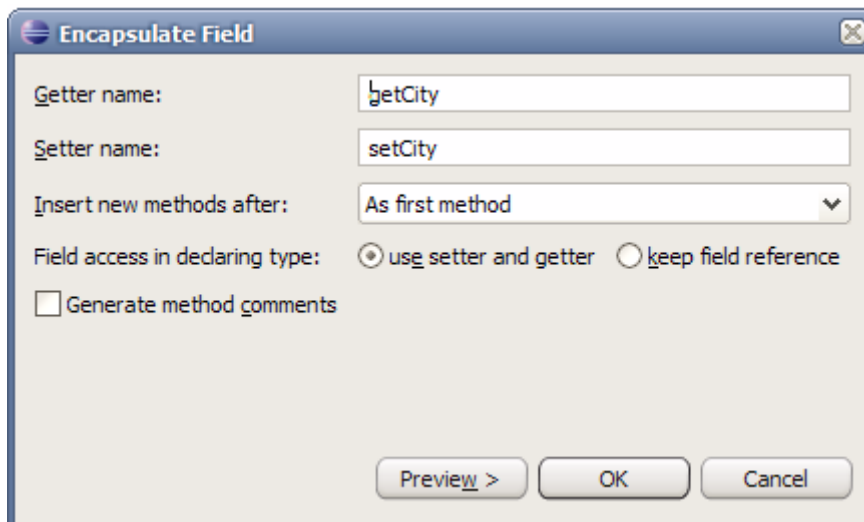 Encapsulate Field
Getter name: getCity
Setter name: setCity
Insert new methods after: As first method
Field access in declaring type: use setter and getter keep field reference
Generate method comments
Preview > OK Cancel